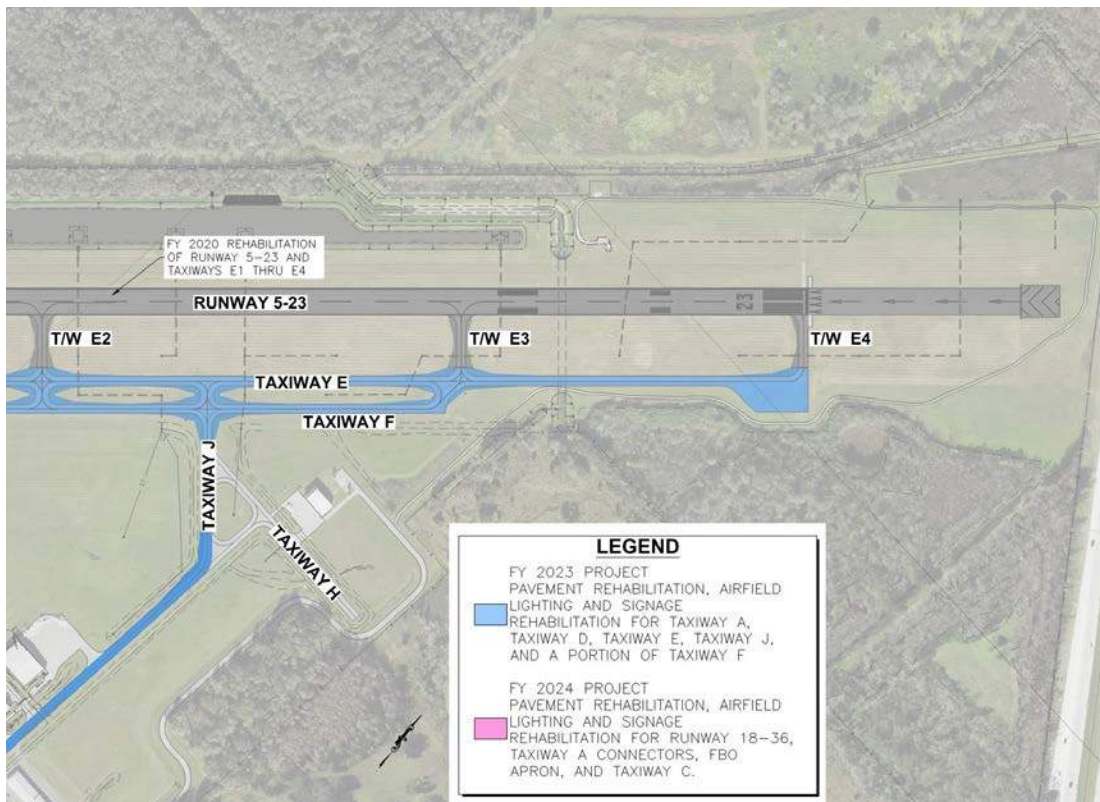 FY 2020 REHABILITATION
OF RUNWAY 5-23 AND
TAXIWAYS E1 THRU E4
RUNWAY 5-23
23
T/W E2
T/W E3
T/W E4
TAXIWAY E
TAXIWAY F
TAXIWAY J
TAXIWAY H
LEGEND
FY 2023 PROJECT
PAVEMENT REHABILITATION, AIRFIELD
LIGHTING AND SIGNAGE
REHABILITATION FOR TAXIWAY A,
TAXIWAY D, TAXIWAY E, TAXIWAY J,
AND A PORTION OF TAXIWAY F
FY 2024 PROJECT
PAVEMENT REHABILITATION, AIRFIELD
LIGHTING AND SIGNAGE
REHABILITATION FOR RUNWAY 18-36,
TAXIWAY A CONNECTORS, FBO
APRON, AND TAXIWAY C.